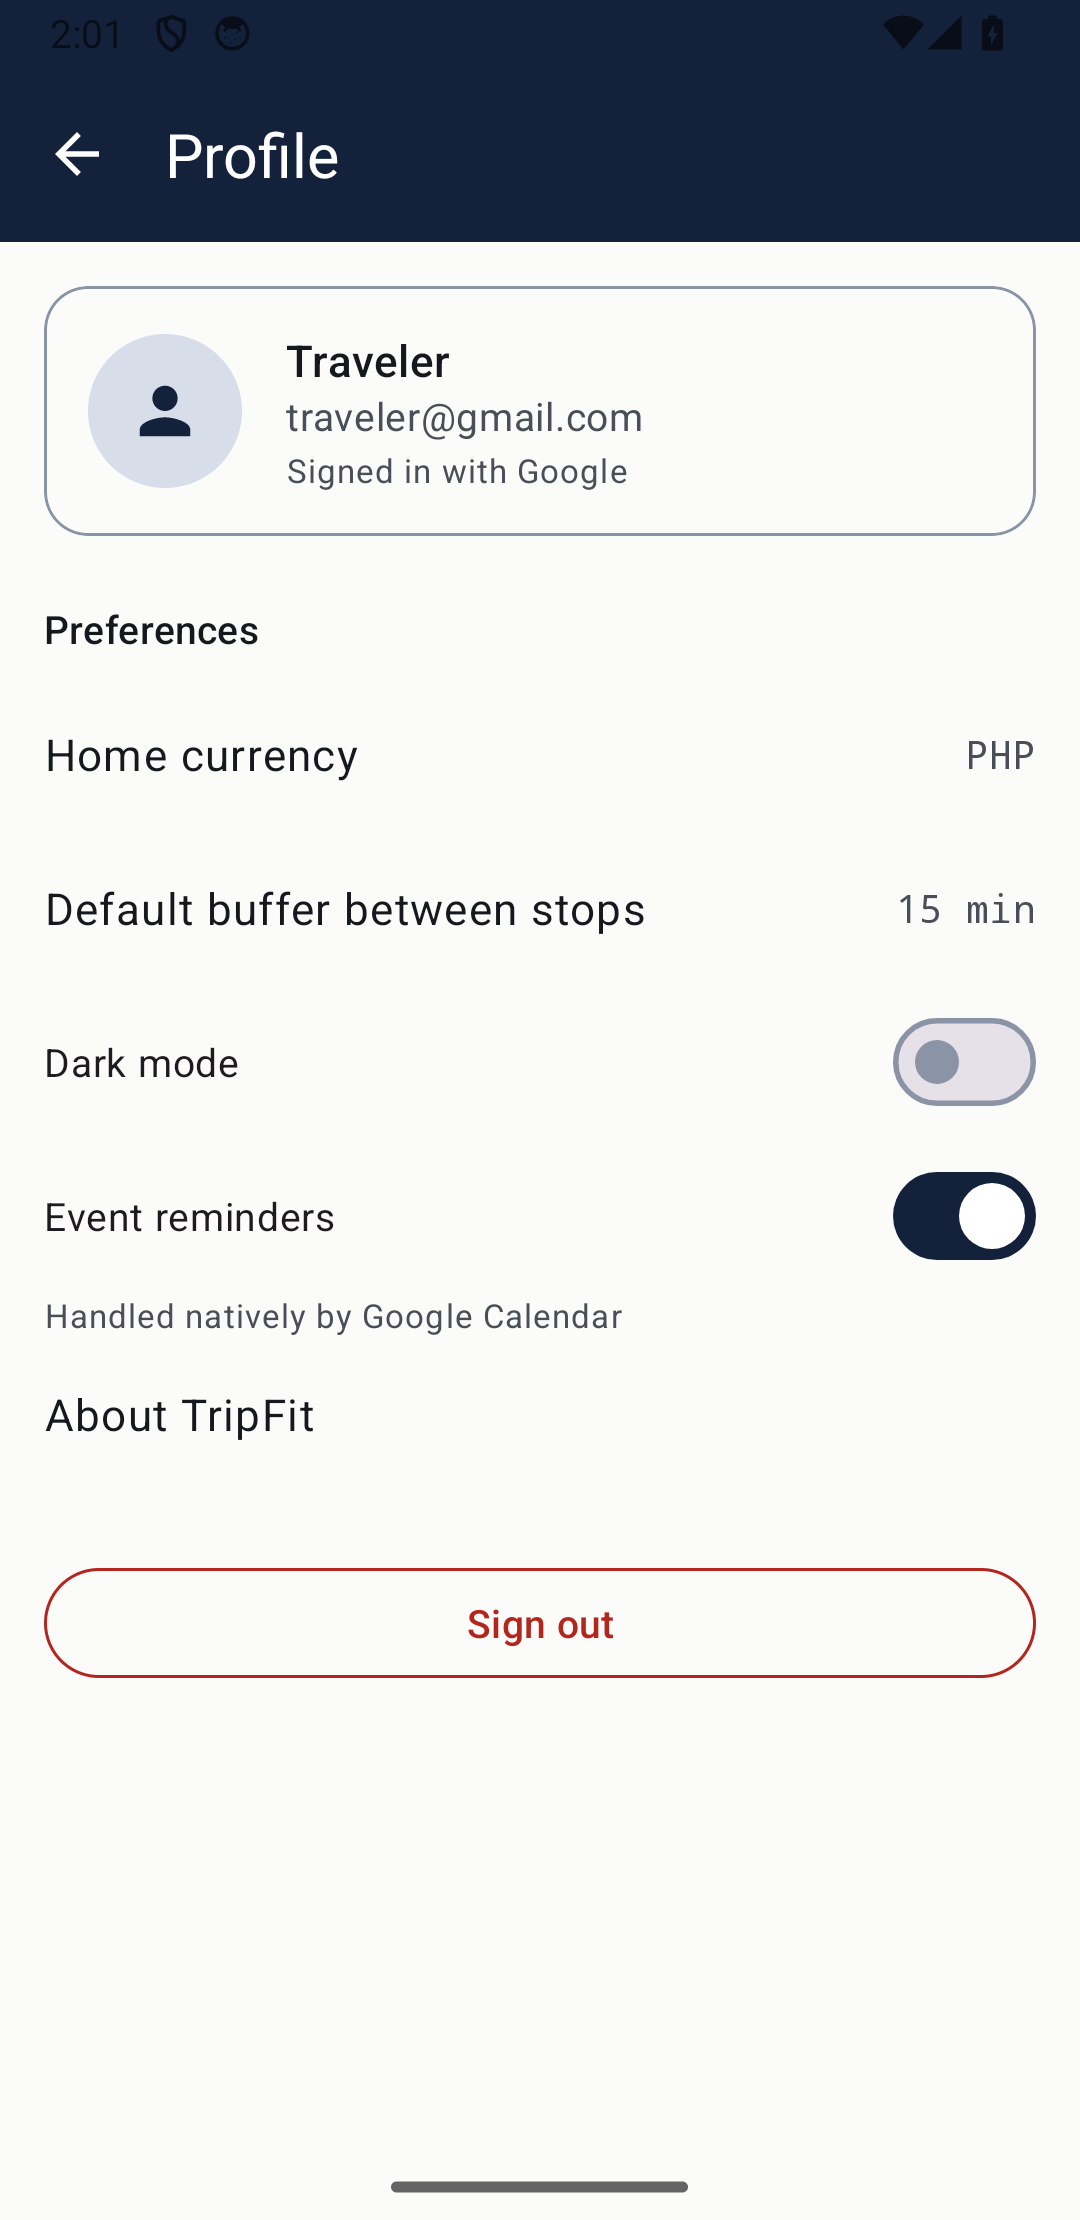 2:01
Profile
Traveler
traveler@gmail.com
Signed in with Google
Preferences
Home currency PHP
Default buffer between stops 15 min
Dark mode
Event reminders
Handled natively by Google Calendar
About TripFit
Sign out